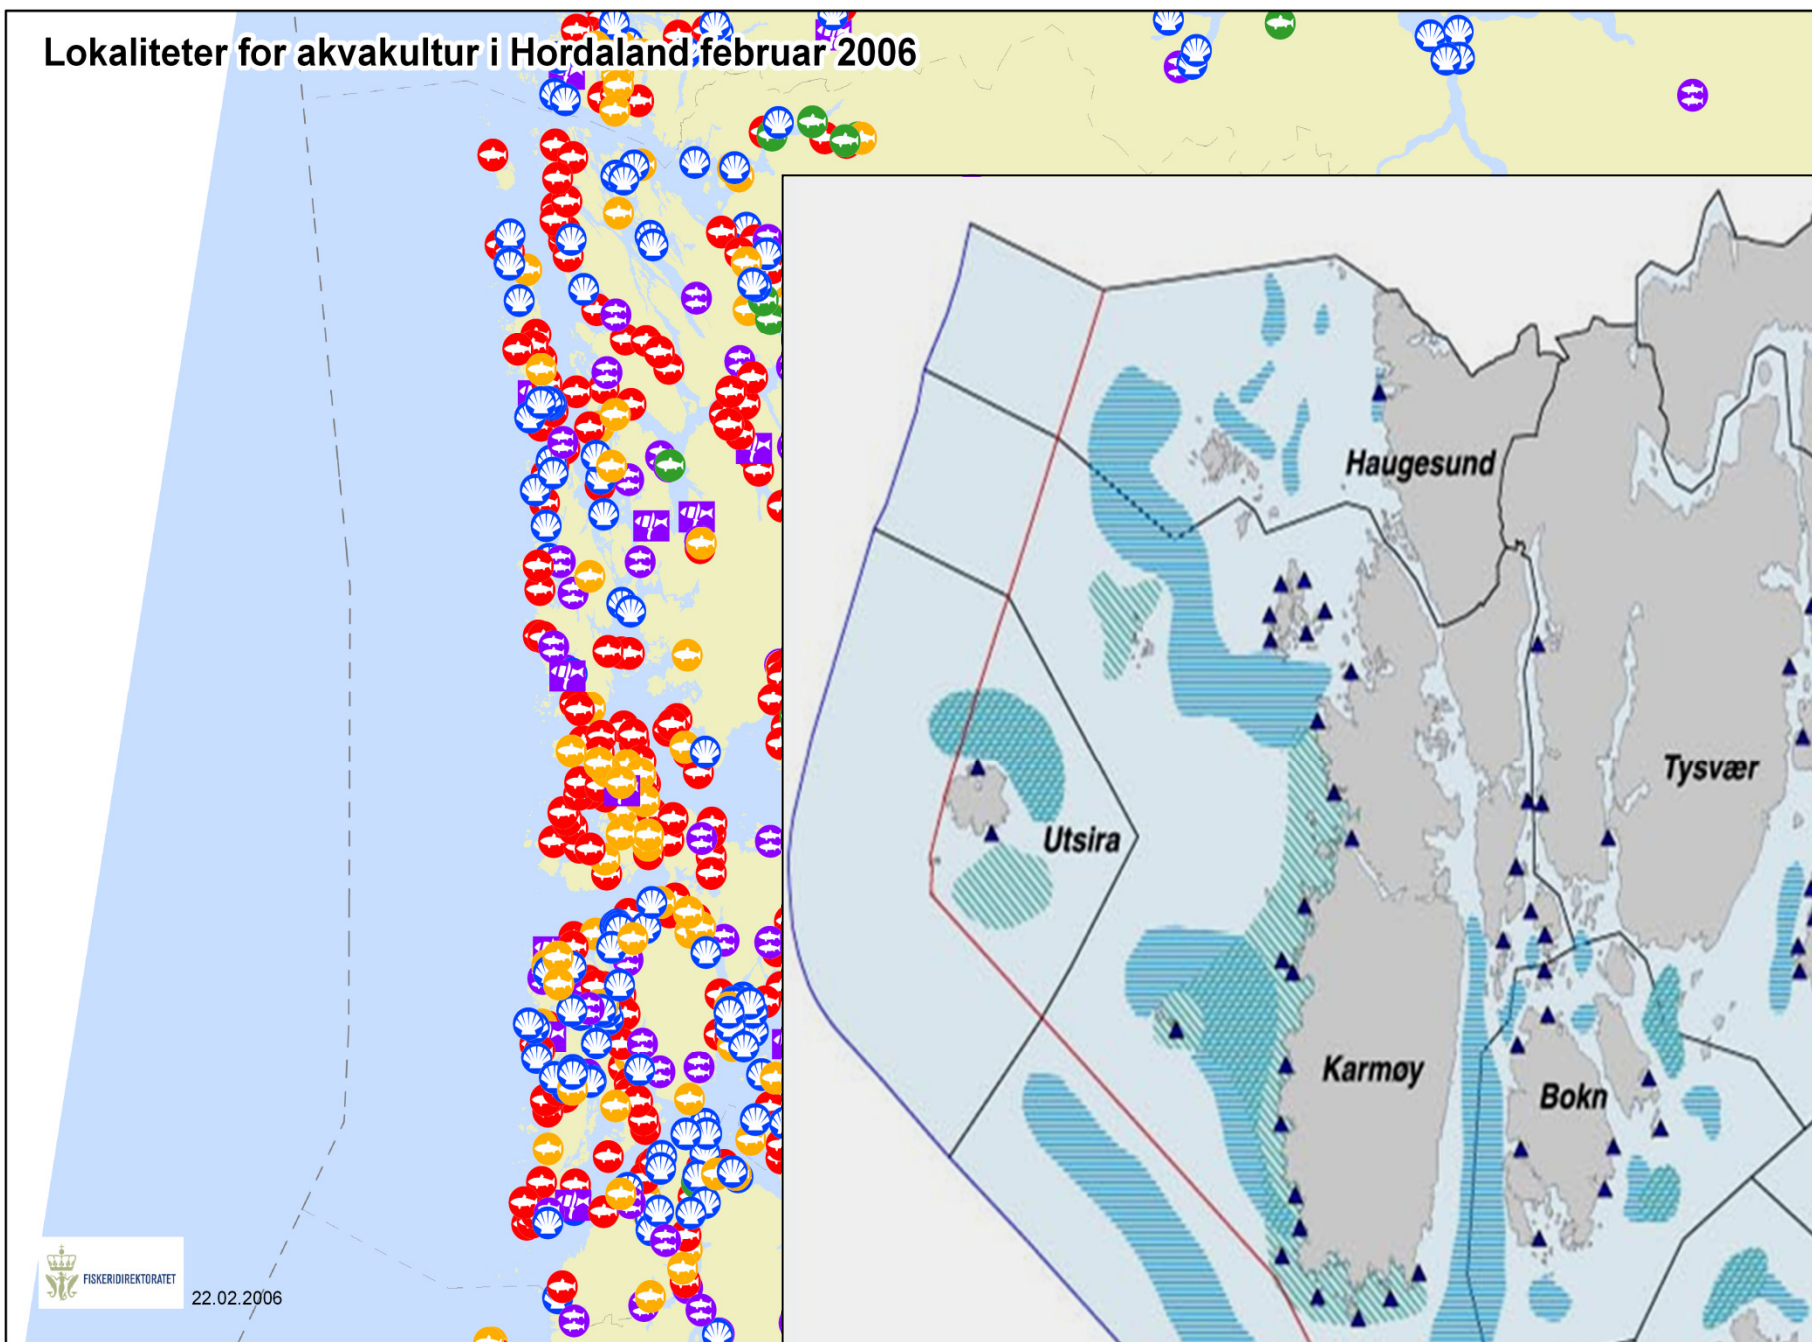 Lokaliteter for akvakultur i Hordaland februar 2006
Haugesund
Tysvær
Utsira
Karmøy
Bokn
FISKERIDIREKTORATET
22.02.2006